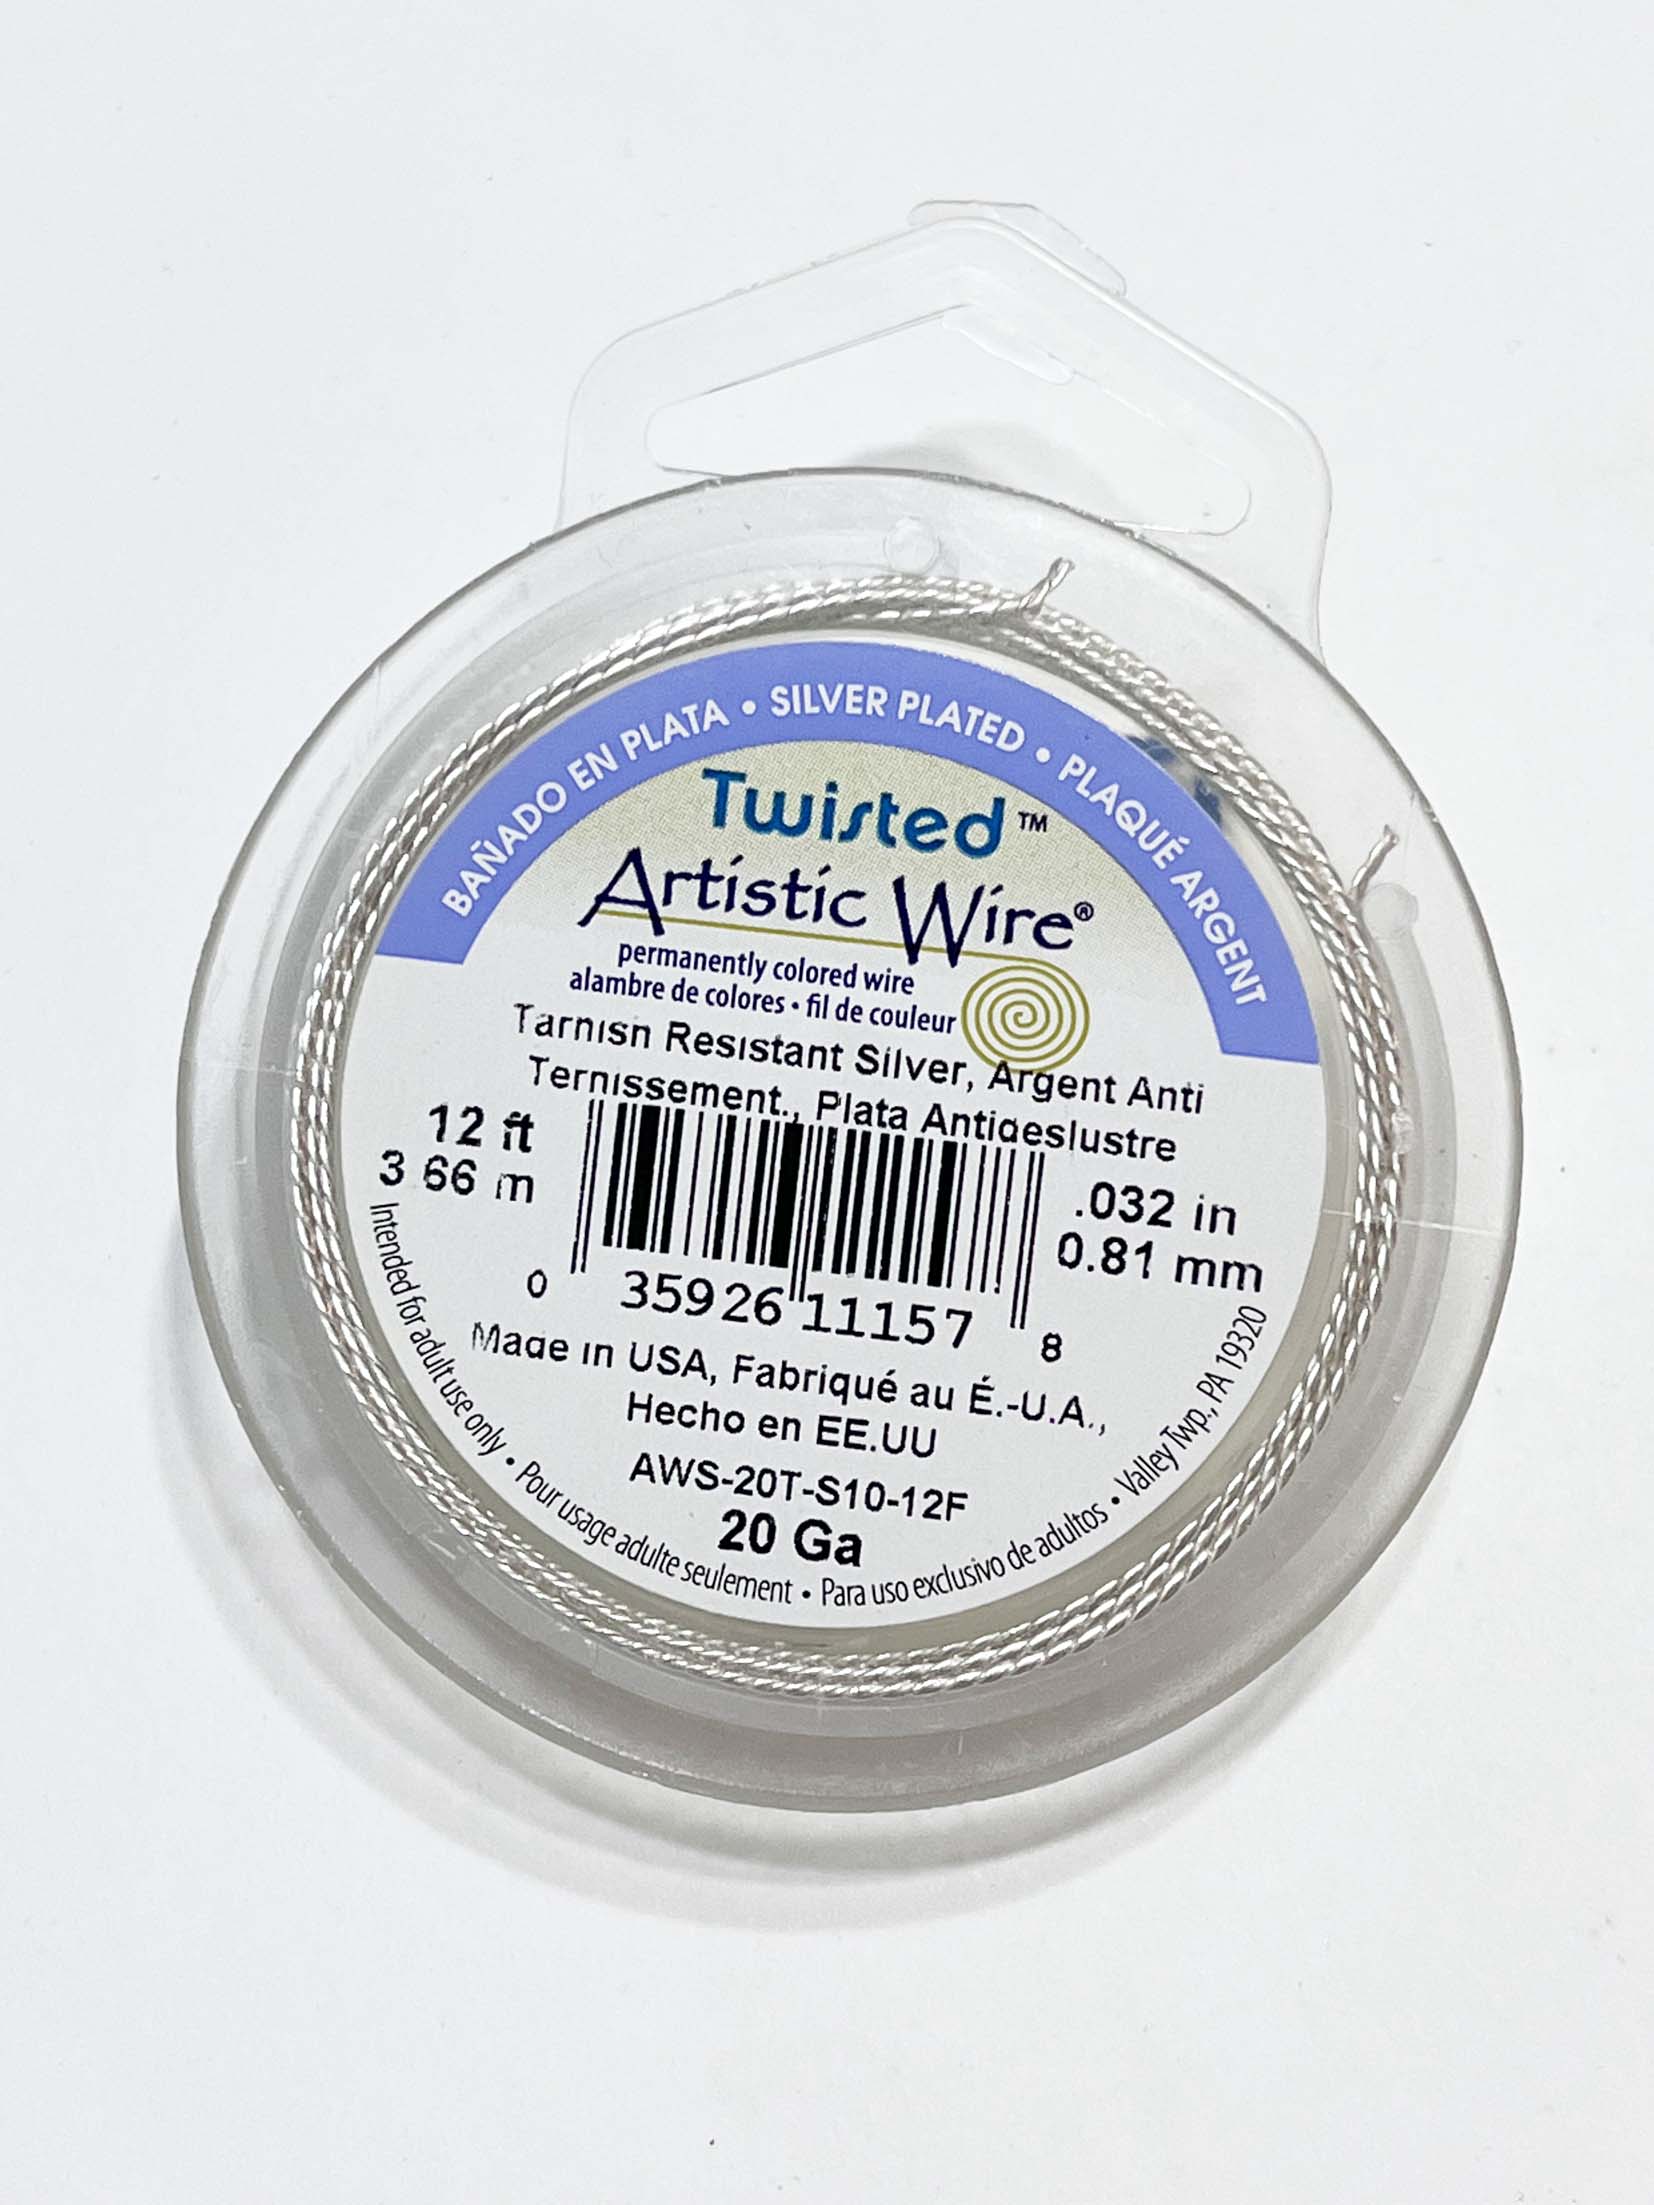 BAÑADO EN PLATA • SILVER PLATED • PLAQUÉ ARGENT
Twisted™
Artistic Wire®
permanently colored wire
alambre de colores • fil de couleur
Tarnish Resistant Silver, Argent Anti
Ternissement., Plata Antideslustre
12 ft
3 66 m
.032 in
0.81 mm
0 35926 11157 8
Made in USA, Fabriqué au É.-U.A.,
Hecho en EE.UU
AWS-20T-S10-12F
20 Ga
Intended for adult use only • Pour usage adulte seulement • Para uso exclusivo de adultos • Valley Twp., PA 19320